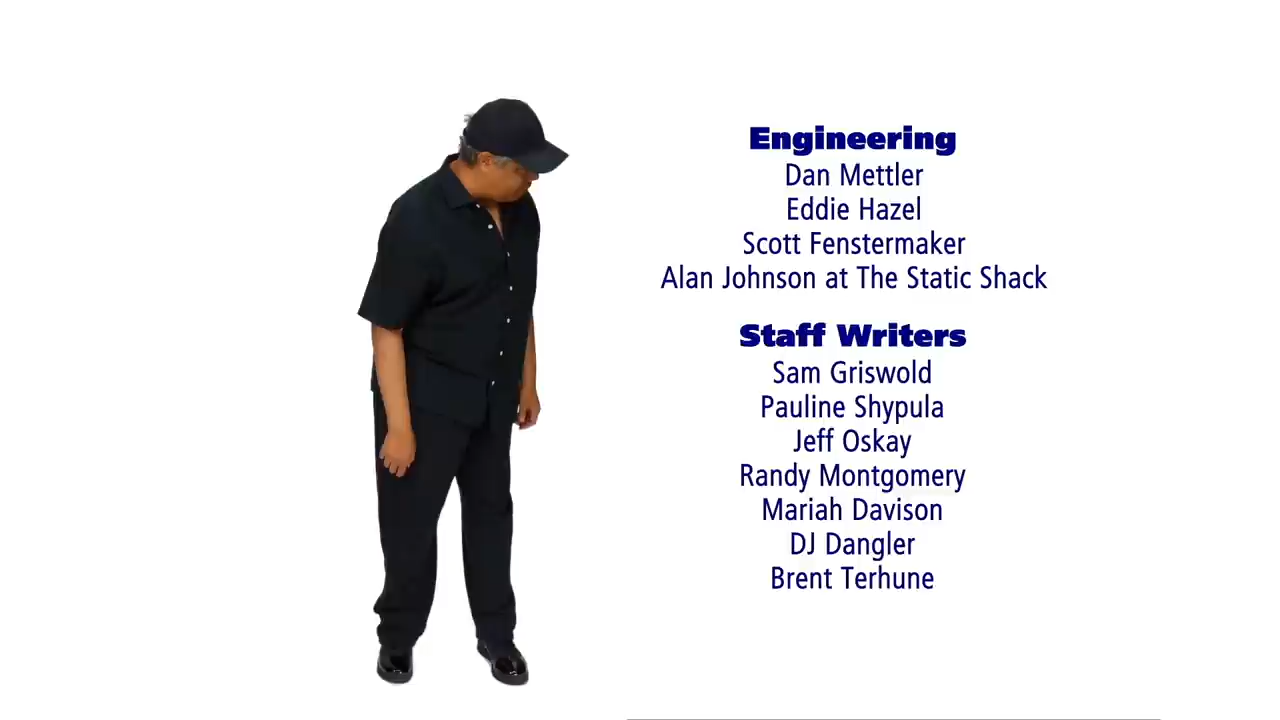 Engineering
Dan Mettler
Eddie Hazel
Scott Fenstermaker
Alan Johnson at The Static Shack
Staff Writers
Sam Griswold
Pauline Shypula
Jeff Oskay
Randy Montgomery
Mariah Davison
DJ Dangler
Brent Terhune